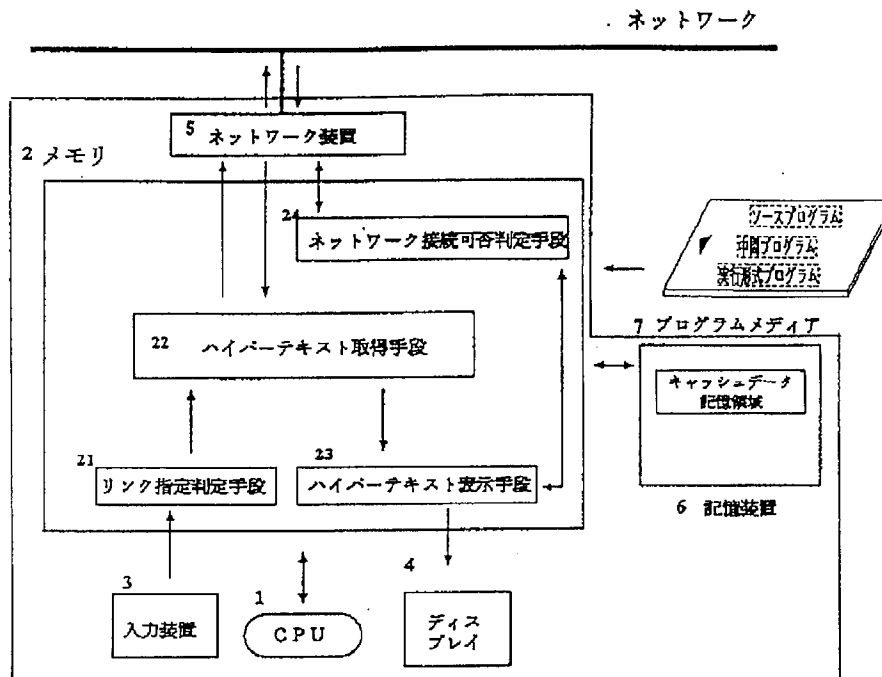 ネットワーク
5 ネットワーク装置
2 メモリ
24
ネットワーク接続可否判定手段
ソースプログラム
中間プログラム
実行形式プログラム
22 ハイパーテキスト取得手段
7 プログラムメディア
キャッシュデータ
記憶領域
21
リンク指定判定手段
23
ハイパーテキスト表示手段
6 記憶装置
3
入力装置
1
CPU
4
ディス
プレイ